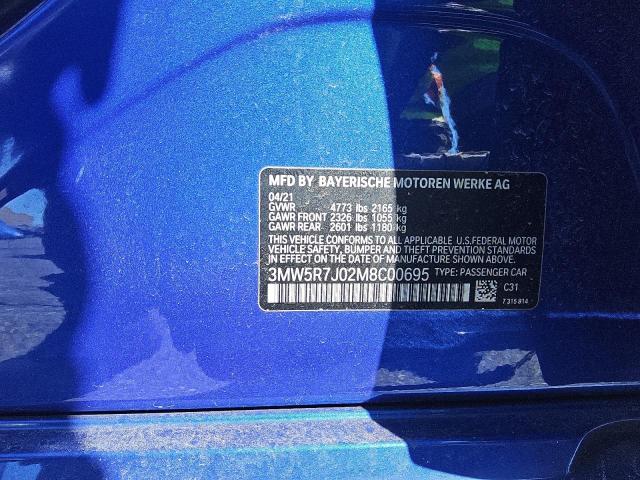 MFD BY BAYERISCHE MOTOREN WERKE AG
04/21
GVWR 4773 lbs 2165 kg
GAWR FRONT 2326 lbs 1055 kg
GAWR REAR 2601 lbs 1180 kg
THIS VEHICLE CONFORMS TO ALL APPLICABLE U.S.FEDERAL MOTOR
VEHICLE SAFETY, BUMPER AND THEFT PREVENTION STANDARDS
IN EFFECT ON THE DATE OF MANUFACTURE SHOWN ABOVE.
3MW5R7J02M8C00695 TYPE: PASSENGER CAR
C31
7 315 814